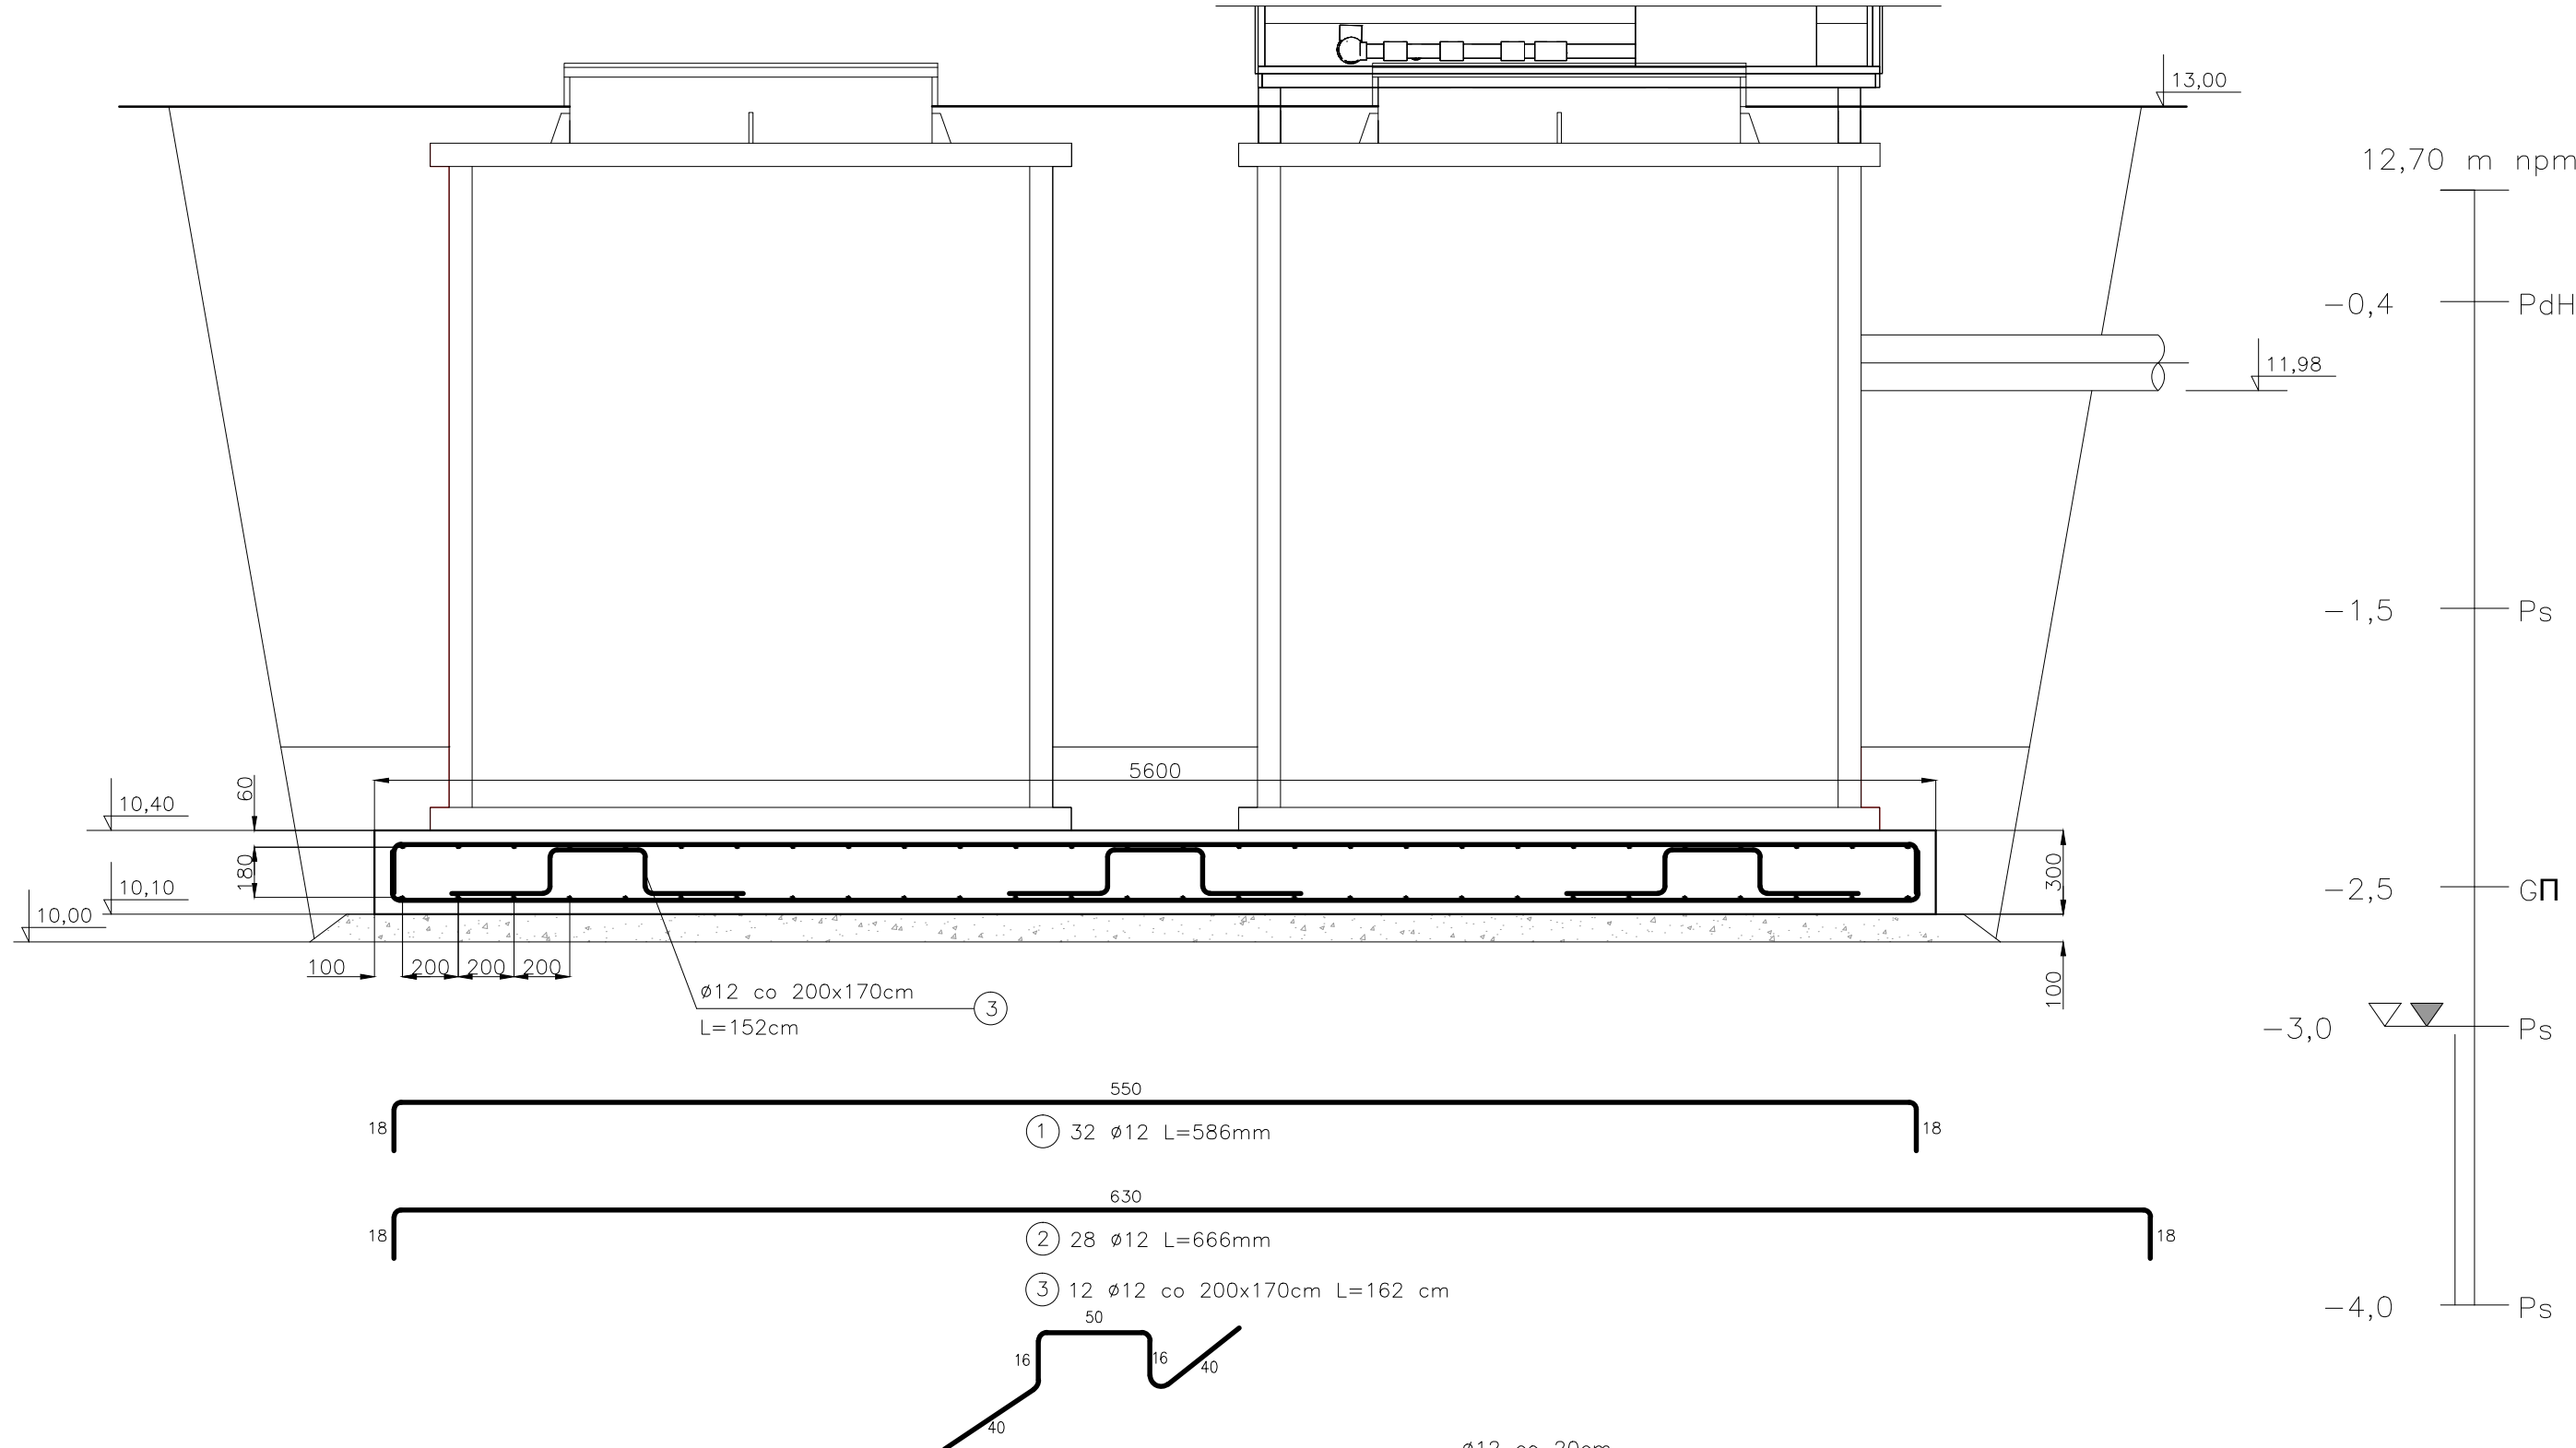 13,00
12,70 m npm
-0,4 PdH
11,98
-1,5 Ps
5600
60
10,40
180
10,10
300
10,00
-2,5 GΠ
100 200 200 200
100
ø12 co 200x170cm
3
L=152cm
-3,0 Ps
550
18 18
1 32 ø12 L=586mm
630
18 18
2 28 ø12 L=666mm
3 12 ø12 co 200x170cm L=162 cm
-4,0 Ps
50
16 16
40
40
ø12 co 20cm